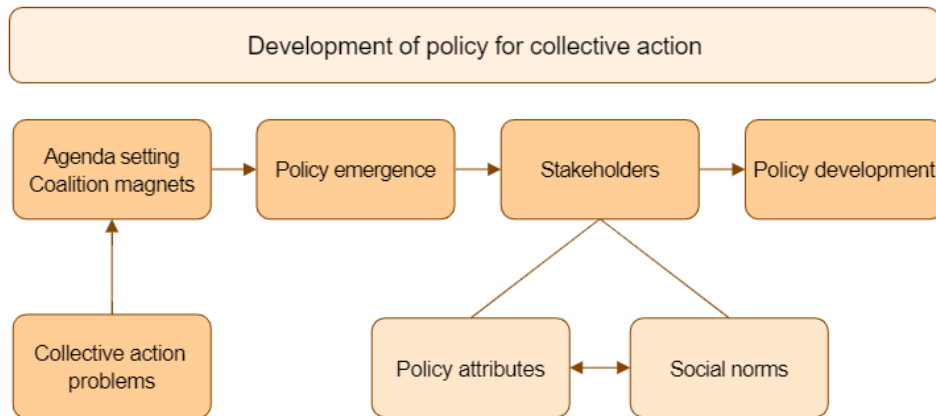 Development of policy for collective action
Agenda setting
Coalition magnets
Policy emergence
Stakeholders
Policy development
Collective action
problems
Policy attributes
Social norms